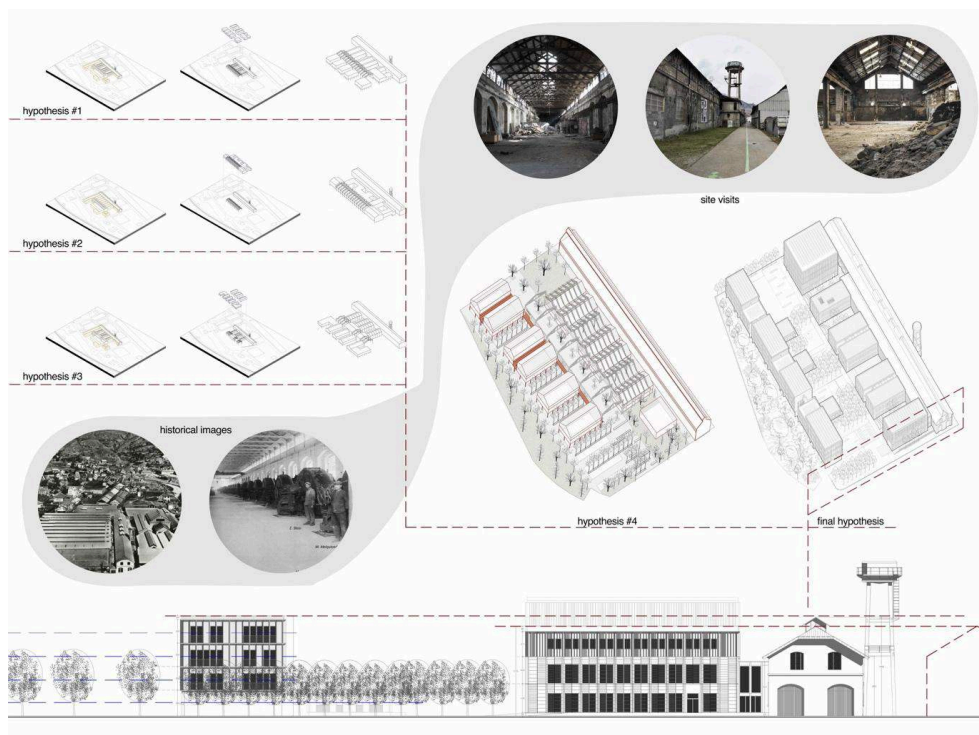 hypothesis #1
site visits
hypothesis #2
hypothesis #3
historical images
hypothesis #4
final hypothesis